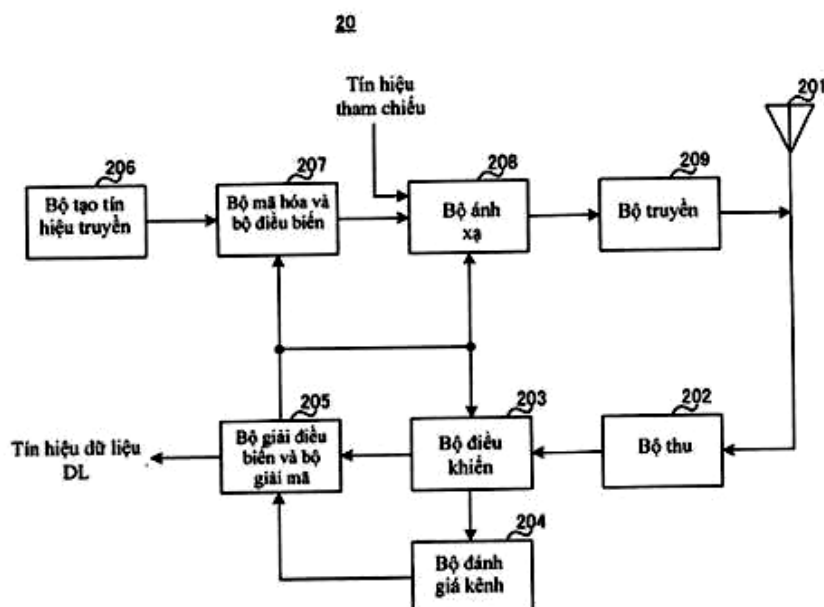 20
Tín hiệu
tham chiếu
201
206
Bộ tạo tín
hiệu truyền
207
Bộ mã hóa và
bộ điều biến
208
Bộ ánh
xạ
209
Bộ truyền
205
Bộ giải điều
biến và bộ
giải mã
203
Bộ điều
khiển
202
Bộ thu
Tín hiệu dữ liệu
DL
204
Bộ đánh
giá kênh